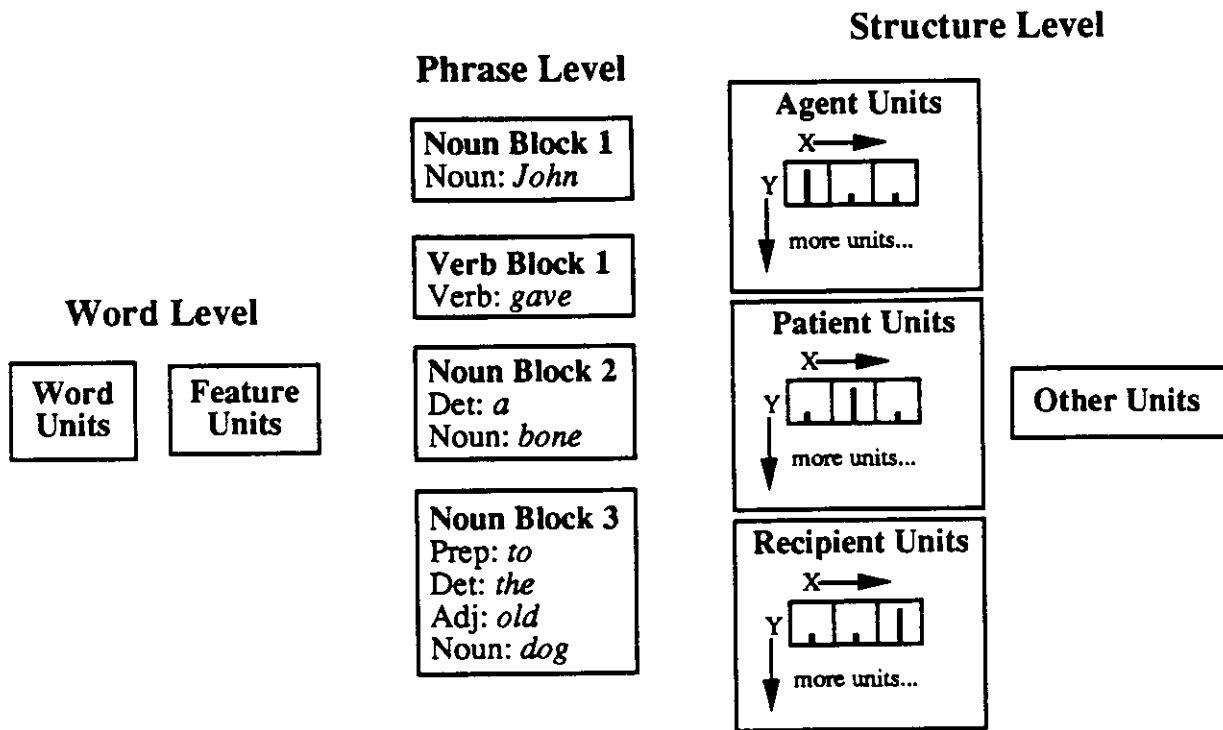 Word Level
Word
Units
Feature
Units
Phrase Level
Noun Block 1
Noun: John
Verb Block 1
Verb: gave
Noun Block 2
Det: a
Noun: bone
Noun Block 3
Prep: to
Det: the
Adj: old
Noun: dog
Structure Level
Agent Units
X
Y
more units...
Patient Units
X
Y
more units...
Recipient Units
X
Y
more units...
Other Units